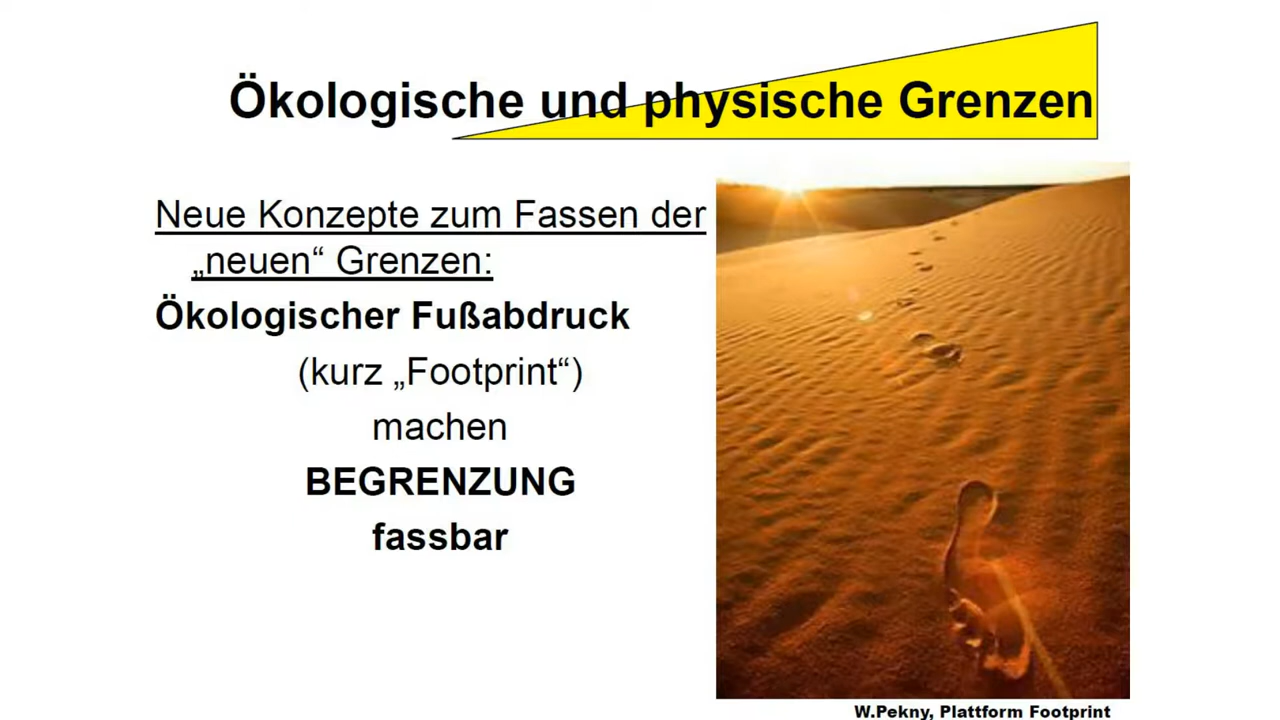 Ökologische und physische Grenzen
Neue Konzepte zum Fassen der
„neuen“ Grenzen:
Ökologischer Fußabdruck
(kurz „Footprint“)
machen
BEGRENZUNG
fassbar
W.Pekny, Plattform Footprint